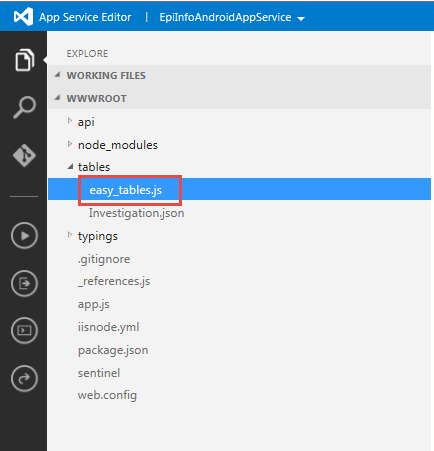 App Service Editor | EpiInfoAndroidAppService
EXPLORE
WORKING FILES
WWWROOT
api
node_modules
tables
easy_tables.js
Investigation.json
typings
.gitignore
_references.js
app.js
iisnode.yml
package.json
sentinel
web.config